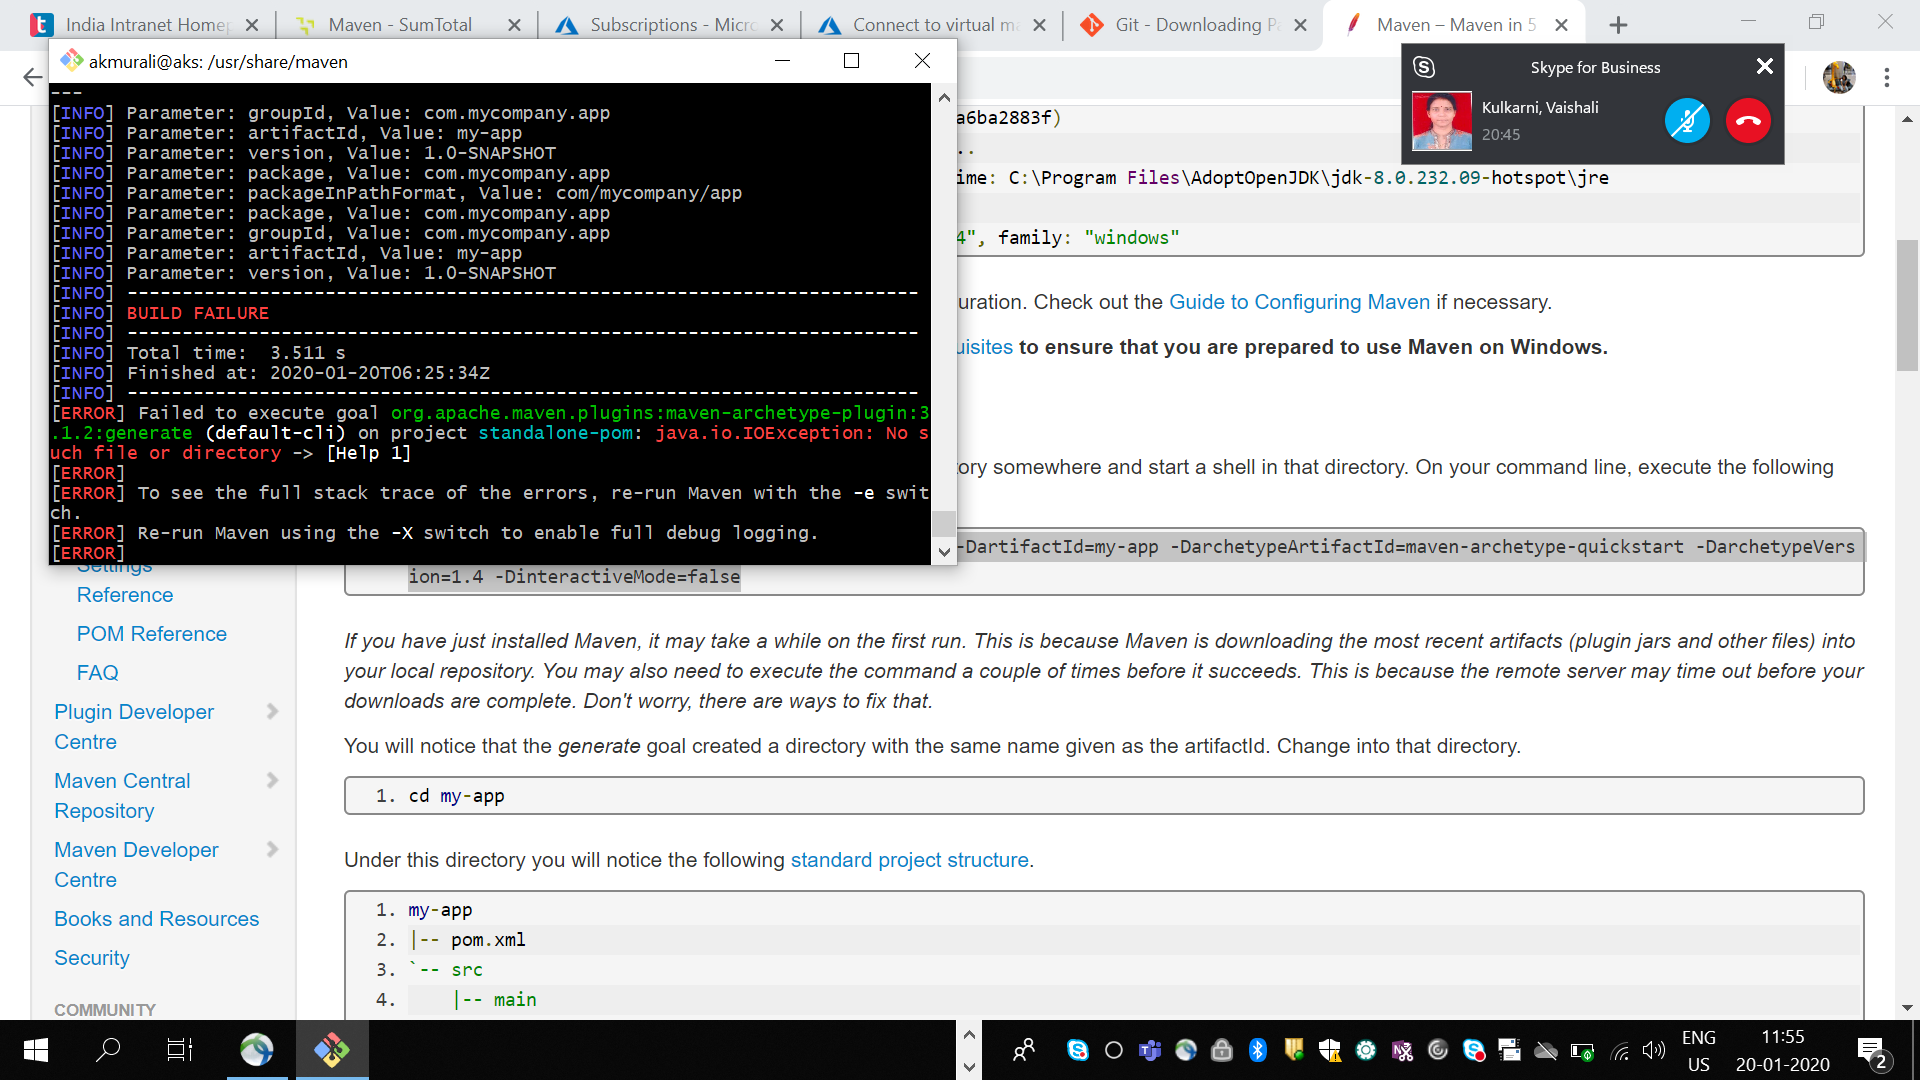 India Intranet Home
Maven - SumTotal
Subscriptions - Micro
Connect to virtual ma
Git - Downloading Pa
Maven – Maven in 5
akmurali@aks: /usr/share/maven
---
[INFO] Parameter: groupId, Value: com.mycompany.app
[INFO] Parameter: artifactId, Value: my-app
[INFO] Parameter: version, Value: 1.0-SNAPSHOT
[INFO] Parameter: package, Value: com.mycompany.app
[INFO] Parameter: packageInPathFormat, Value: com/mycompany/app
[INFO] Parameter: package, Value: com.mycompany.app
[INFO] Parameter: groupId, Value: com.mycompany.app
[INFO] Parameter: artifactId, Value: my-app
[INFO] Parameter: version, Value: 1.0-SNAPSHOT
[INFO] ------------------------------------------------------------------------
[INFO] BUILD FAILURE
[INFO] ------------------------------------------------------------------------
[INFO] Total time:  3.511 s
[INFO] Finished at: 2020-01-20T06:25:34Z
[INFO] ------------------------------------------------------------------------
[ERROR] Failed to execute goal org.apache.maven.plugins:maven-archetype-plugin:3
.1.2:generate (default-cli) on project standalone-pom: java.io.IOException: No s
uch file or directory -> [Help 1]
[ERROR]
[ERROR] To see the full stack trace of the errors, re-run Maven with the -e swit
ch.
[ERROR] Re-run Maven using the -X switch to enable full debug logging.
[ERROR]
Skype for Business
Kulkarni, Vaishali
20:45
a6ba2883f)
..
ime: C:\Program Files\AdoptOpenJDK\jdk-8.0.232.09-hotspot\jre
4", family: "windows"
uration. Check out the Guide to Configuring Maven if necessary.
uisites to ensure that you are prepared to use Maven on Windows.
ory somewhere and start a shell in that directory. On your command line, execute the following
-DartifactId=my-app -DarchetypeArtifactId=maven-archetype-quickstart -DarchetypeVers
ion=1.4 -DinteractiveMode=false
If you have just installed Maven, it may take a while on the first run. This is because Maven is downloading the most recent artifacts (plugin jars and other files) into
your local repository. You may also need to execute the command a couple of times before it succeeds. This is because the remote server may time out before your
downloads are complete. Don't worry, there are ways to fix that.
You will notice that the generate goal created a directory with the same name given as the artifactId. Change into that directory.
1. cd my-app
Under this directory you will notice the following standard project structure.
1. my-app
2. |-- pom.xml
3. `-- src
4.     |-- main
Settings
Reference
POM Reference
FAQ
Plugin Developer
Centre
Maven Central
Repository
Maven Developer
Centre
Books and Resources
Security
COMMUNITY
ENG
US
11:55
20-01-2020
2